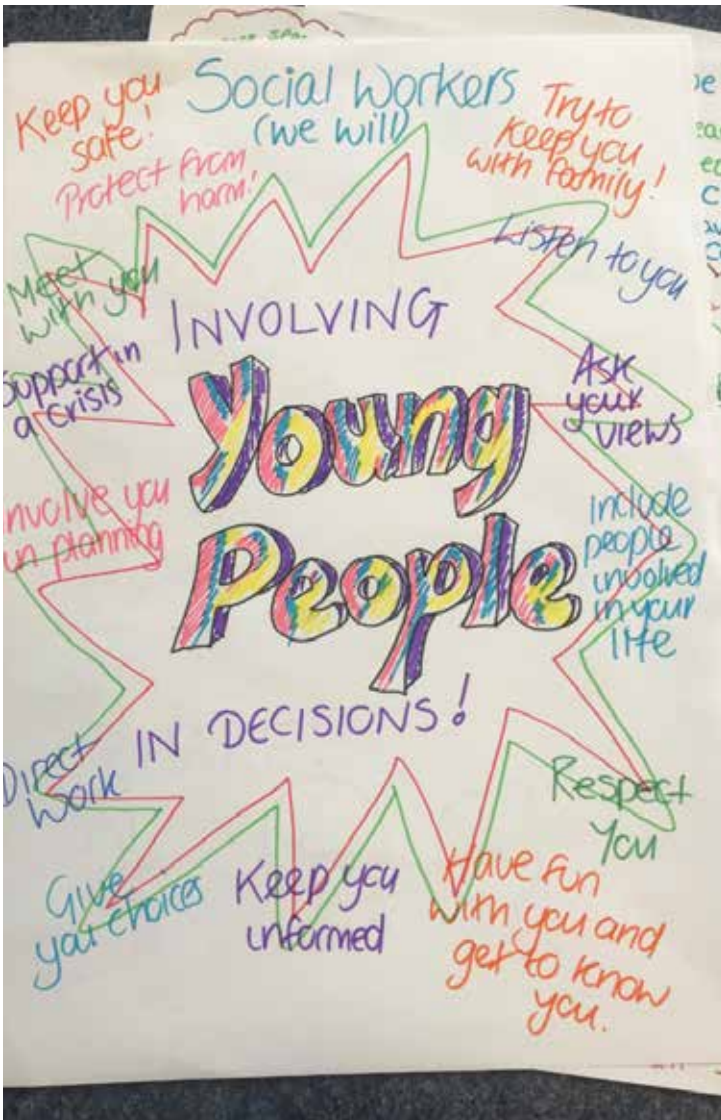 Social Workers
(we will)
Keep you
safe!
Protect from
harm!
Try to
keep you
with family!
Listen to you
Meet
with you
INVOLVING
Support in
a crisis
Ask
your
views
Young
People
Involve you
in planning
include
people
involved
in your
life
IN DECISIONS!
Direct
Work
Respect
You
Give
you choices
Keep you
informed
Have fun
with you and
get to know
you.